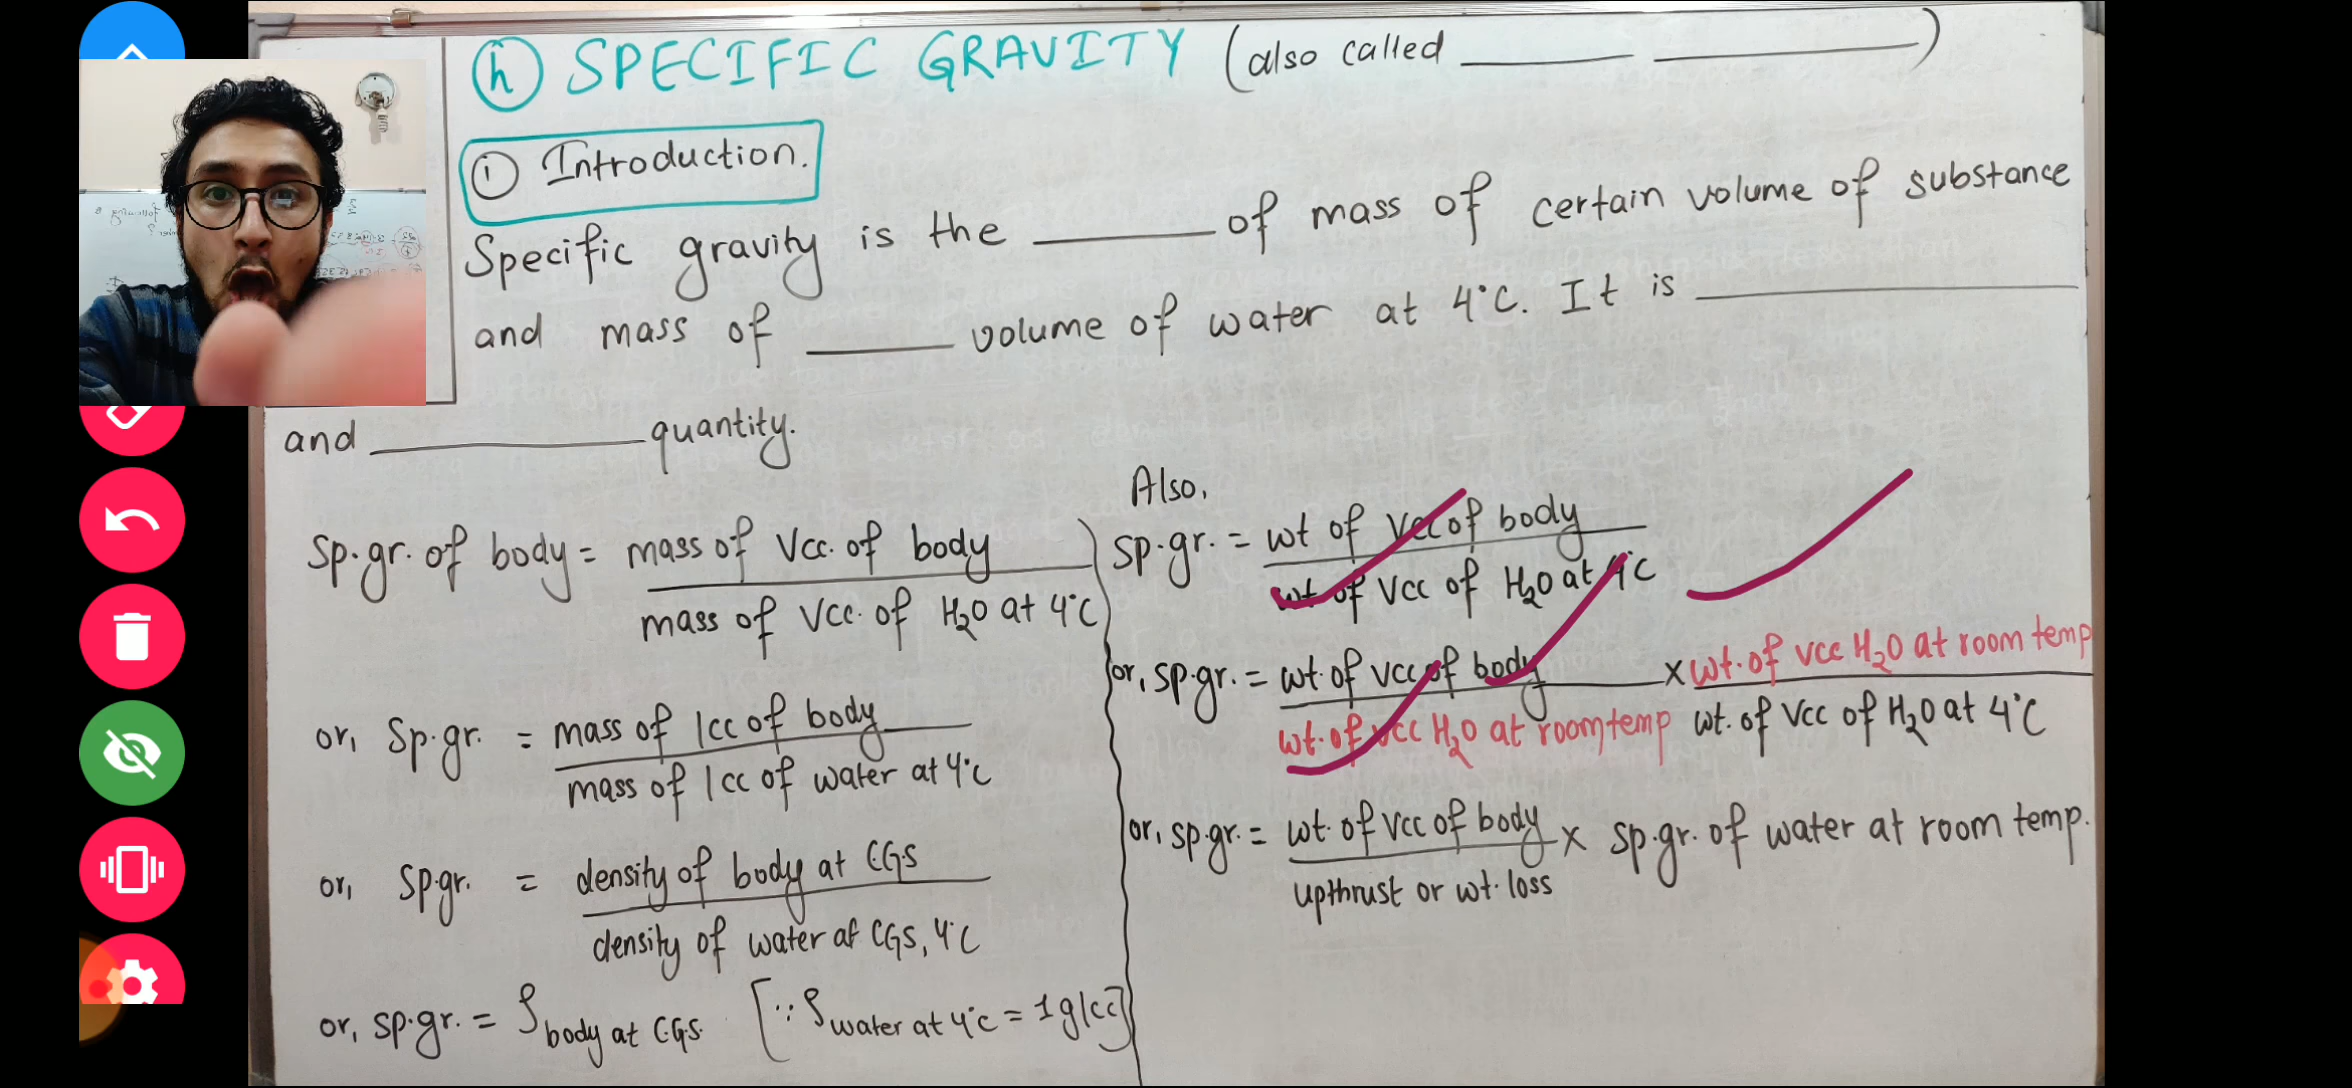 (h) SPECIFIC GRAVITY (also called ______ ______)
(i) Introduction.
Specific gravity is the ______ of mass of certain volume of substance
and mass of ______ volume of water at 4°C. It is ______
and ______ quantity.
Sp.gr. of body = mass of Vcc. of body
mass of Vcc. of H₂O at 4°C
or, Sp.gr. = mass of 1cc of body
mass of 1cc of water at 4°C
or, Sp.gr. = density of body at CGS
density of water at CGS, 4°C
or, sp.gr. = ρ body at C.G.S. [∵ ρ water at 4°C = 1g/cc]
Also,
sp.gr. = wt of Vcc of body
wt of Vcc of H₂O at 4°C
or, sp.gr. = wt. of vcc of body × wt. of vcc H₂O at room temp
wt. of vcc H₂O at room temp wt. of Vcc of H₂O at 4°C
or, sp.gr. = wt. of vcc of body × sp.gr. of water at room temp.
upthrust or wt. loss